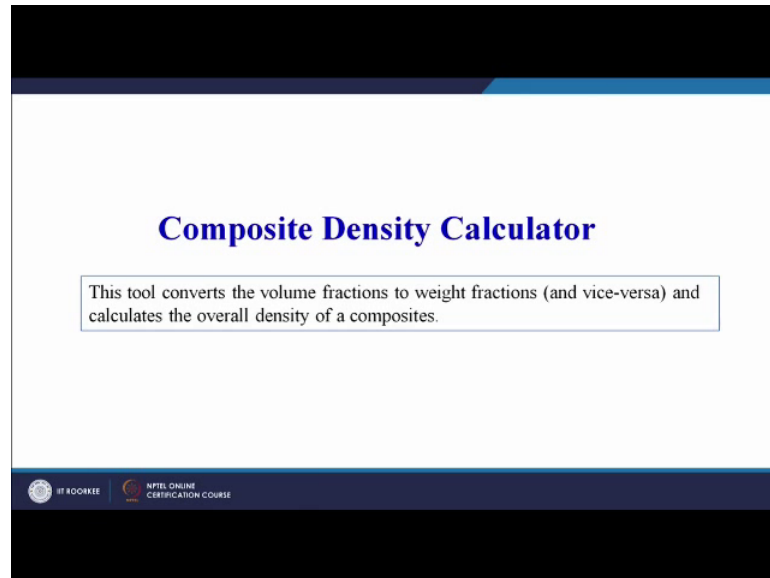 Composite Density Calculator
This tool converts the volume fractions to weight fractions (and vice-versa) and
calculates the overall density of a composites.
IIT ROORKEE
NPTEL ONLINE
CERTIFICATION COURSE